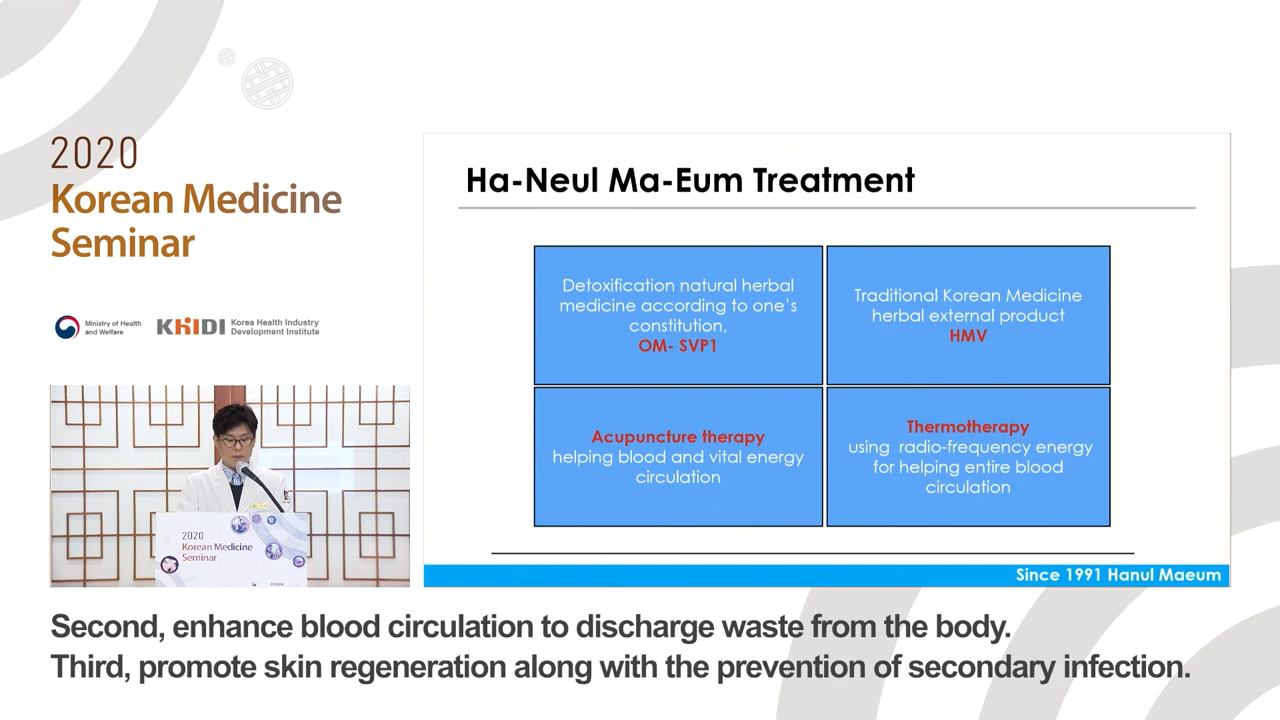 2020
Korean Medicine
Seminar
Ministry of Health
and Welfare
KHIDI
Korea Health Industry
Development Institute
Ha-Neul Ma-Eum Treatment
Detoxification natural herbal
medicine according to one's
constitution,
OM- SVP1
Traditional Korean Medicine
herbal external product
HMV
Acupuncture therapy
helping blood and vital energy
circulation
Thermotherapy
using radio-frequency energy
for helping entire blood
circulation
Since 1991 Hanul Maeum
2020
Korean Medicine
Seminar
Second, enhance blood circulation to discharge waste from the body.
Third, promote skin regeneration along with the prevention of secondary infection.